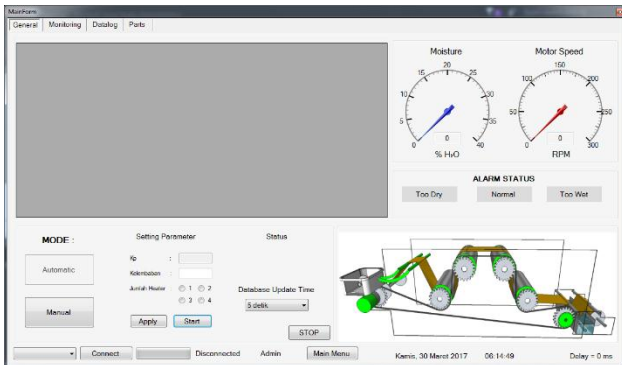 MainForm
General Monitoring Datalog Parts
Moisture
0 5 10 15 20 25 30 35 40
0
% H₂O
Motor Speed
0 50 100 150 200 250 300
0
RPM
ALARM STATUS
Too Dry Normal Too Wet
MODE :
Automatic
Manual
Setting Parameter
Kp :
Kelembaban :
Jumlah Heater 1 2
3 4
Apply Start
Status
Database Update Time
5 detik
STOP
Connect Disconnected Admin Main Menu
Kamis, 30 Maret 2017 06:14:49 Delay = 0 ms